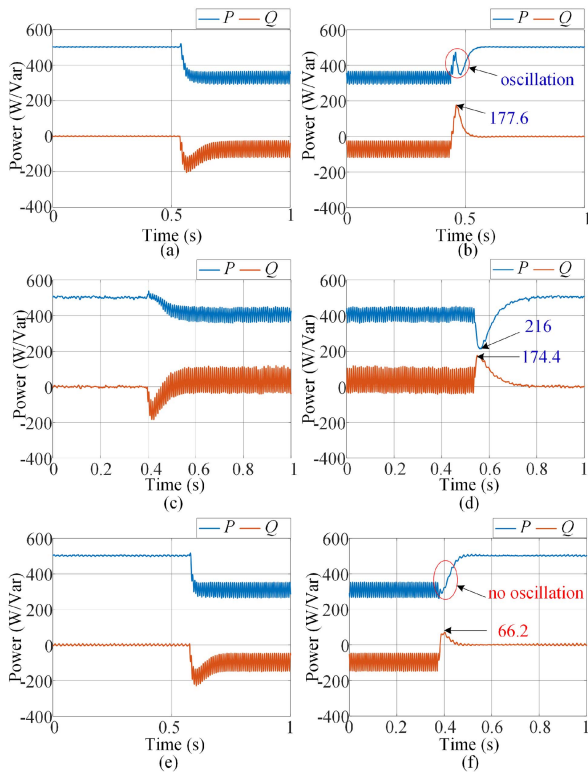 P Q
Power (W/Var)
600
400
200
0
-200
-400
0 0.5 1
Time (s)
(a)
P Q
Power (W/Var)
600
400
200
0
-200
-400
oscillation
177.6
0 0.5 1
Time (s)
(b)
P Q
Power (W/Var)
600
400
200
0
-200
-400
0 0.2 0.4 0.6 0.8 1
Time (s)
(c)
P Q
Power (W/Var)
600
400
200
0
-200
-400
216
174.4
0 0.2 0.4 0.6 0.8 1
Time (s)
(d)
P Q
Power (W/Var)
600
400
200
0
-200
-400
0 0.5 1
Time (s)
(e)
P Q
Power (W/Var)
600
400
200
0
-200
-400
no oscillation
66.2
0 0.2 0.4 0.6 0.8 1
Time (s)
(f)